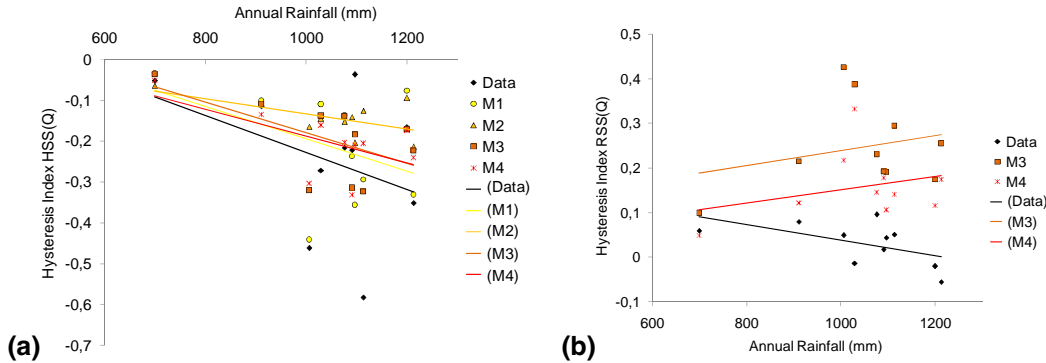 Annual Rainfall (mm)
600
800
1000
1200
0
-0,1
-0,2
-0,3
-0,4
-0,5
-0,6
-0,7
Hysteresis Index HSS(Q)
Data
M1
M2
M3
M4
(Data)
(M1)
(M2)
(M3)
(M4)
(a)
0,5
0,4
0,3
0,2
0,1
0
-0,1
Hysteresis Index RSS(Q)
600
800
1000
1200
Annual Rainfall (mm)
Data
M3
M4
(Data)
(M3)
(M4)
(b)